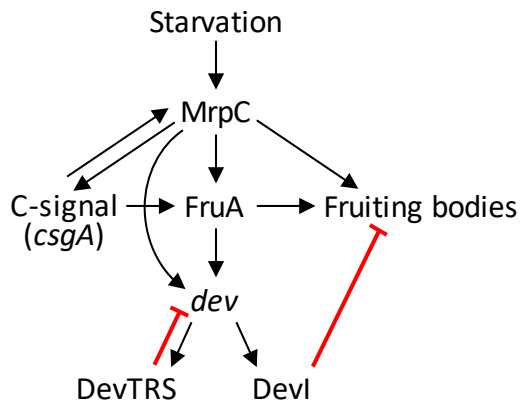 Starvation
MrpC
C-signal FruA Fruiting bodies
(csgA)
dev
DevTRS DevI